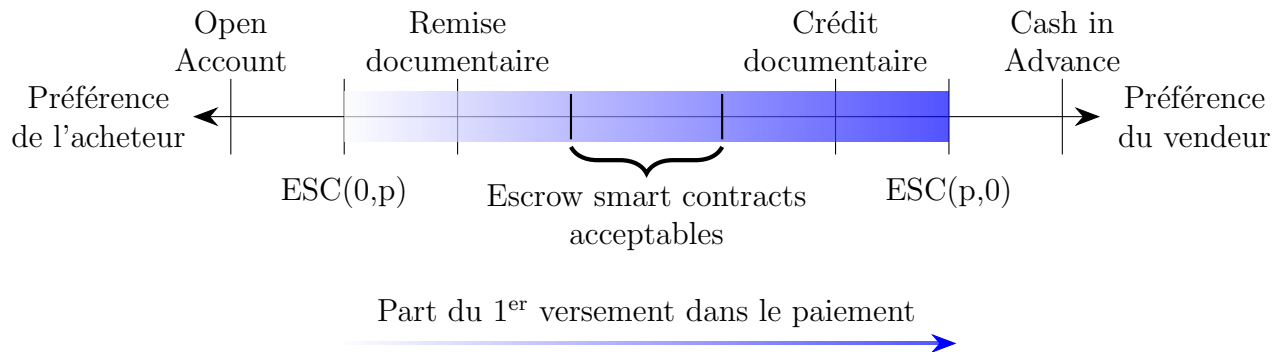 Open
Account
Remise
documentaire
Crédit
documentaire
Cash in
Advance
Préférence
de l'acheteur
Préférence
du vendeur
ESC(0,p)
Escrow smart contracts
acceptables
ESC(p,0)
Part du 1er versement dans le paiement